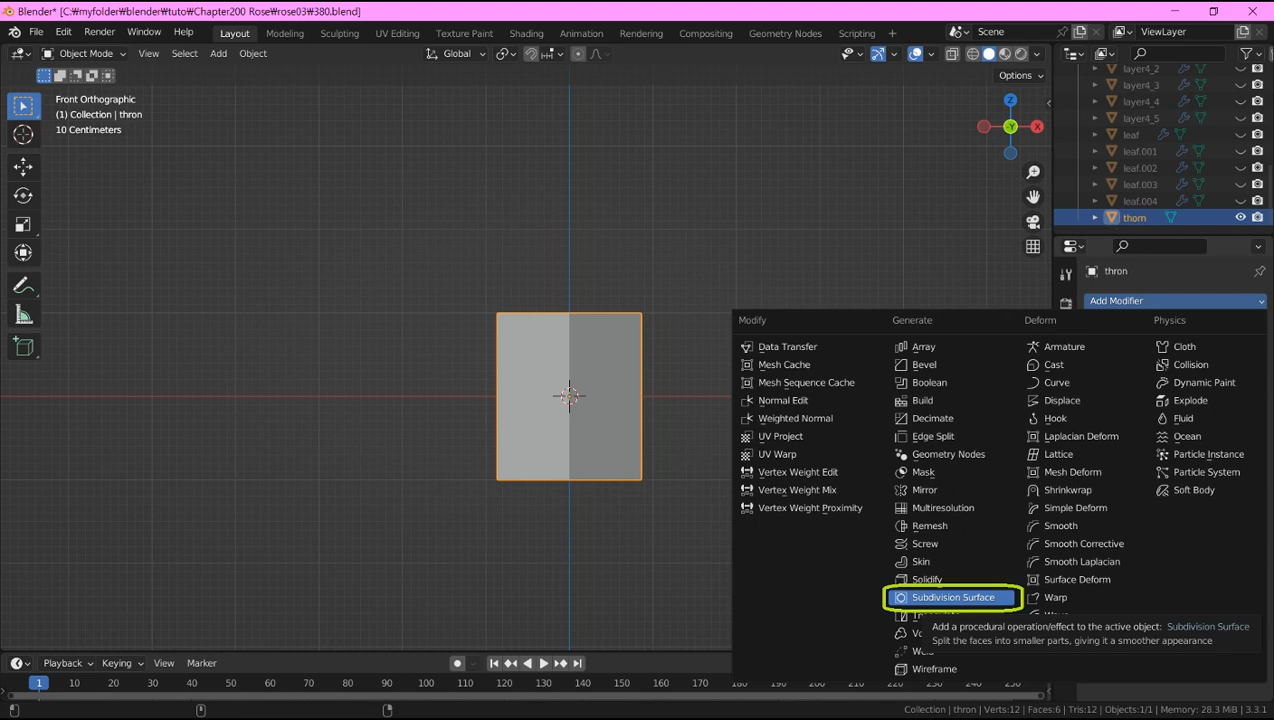 Blender* [C:₩myfolder₩blender₩tuto₩Chapter200 Rose₩rose03₩380.blend]
File Edit Render Window Help Layout Modeling Sculpting UV Editing Texture Paint Shading Animation Rendering Compositing Geometry Nodes Scripting + Scene ViewLayer
Object Mode View Select Add Object Global
Options
Front Orthographic
(1) Collection | thron
10 Centimeters
Z
-Y
X
layer4_2
layer4_3
layer4_4
layer4_5
leaf
leaf.001
leaf.002
leaf.003
leaf.004
thorn
thron
Add Modifier
Modify
Data Transfer
Mesh Cache
Mesh Sequence Cache
Normal Edit
Weighted Normal
UV Project
UV Warp
Vertex Weight Edit
Vertex Weight Mix
Vertex Weight Proximity
Generate
Array
Bevel
Boolean
Build
Decimate
Edge Split
Geometry Nodes
Mask
Mirror
Multiresolution
Remesh
Screw
Skin
Solidify
Subdivision Surface
Wireframe
Deform
Armature
Cast
Curve
Displace
Hook
Laplacian Deform
Lattice
Mesh Deform
Shrinkwrap
Simple Deform
Smooth
Smooth Corrective
Smooth Laplacian
Surface Deform
Warp
Physics
Cloth
Collision
Dynamic Paint
Explode
Fluid
Ocean
Particle Instance
Particle System
Soft Body
Add a procedural operation/effect to the active object: Subdivision Surface
Split the faces into smaller parts, giving it a smoother appearance
Playback Keying View Marker
1 10 20 30 40 50 60 70 80 90 100 110 120 130 140 150 160 170 180 190 200 210 220 230 240 250
Collection | thron | Verts:12 | Faces:6 | Tris:12 | Objects:1/1 | Memory: 28.3 MiB | 3.3.1